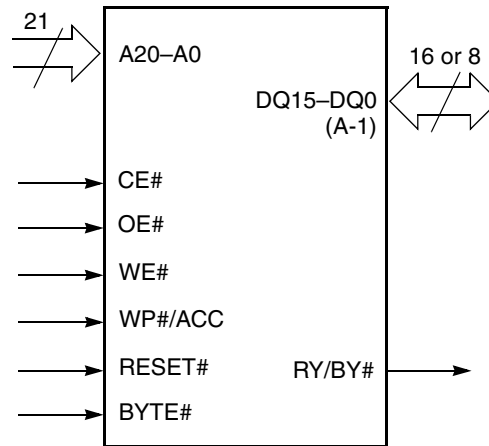 21
A20–A0
16 or 8
DQ15–DQ0
(A-1)
CE#
OE#
WE#
WP#/ACC
RESET#
RY/BY#
BYTE#